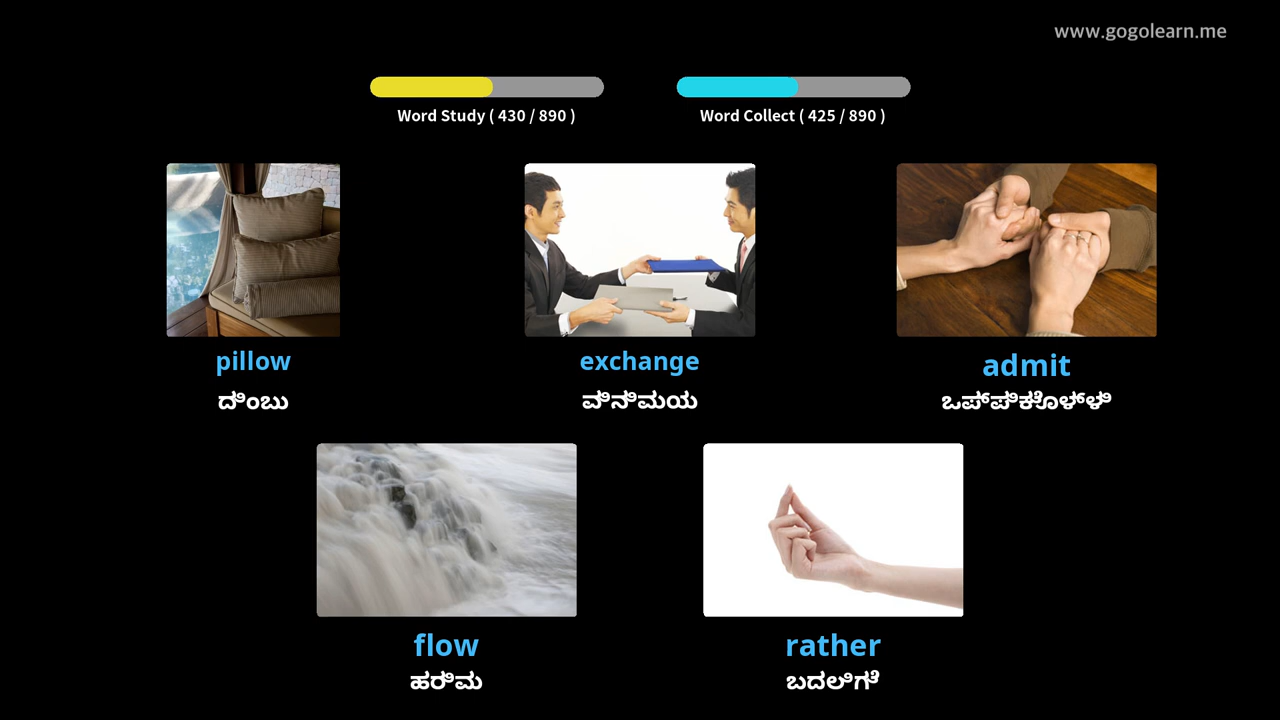 www.gogolearn.me
Word Study ( 430 / 890 ) Word Collect ( 425 / 890 )
pillow exchange admit
ದಿಂಬು ವಿನಿಮಯ ಒಪ್ಪಿಕೊಳ್ಳಿ
flow rather
ಹರಿಮ ಬದಲಿಗೆ